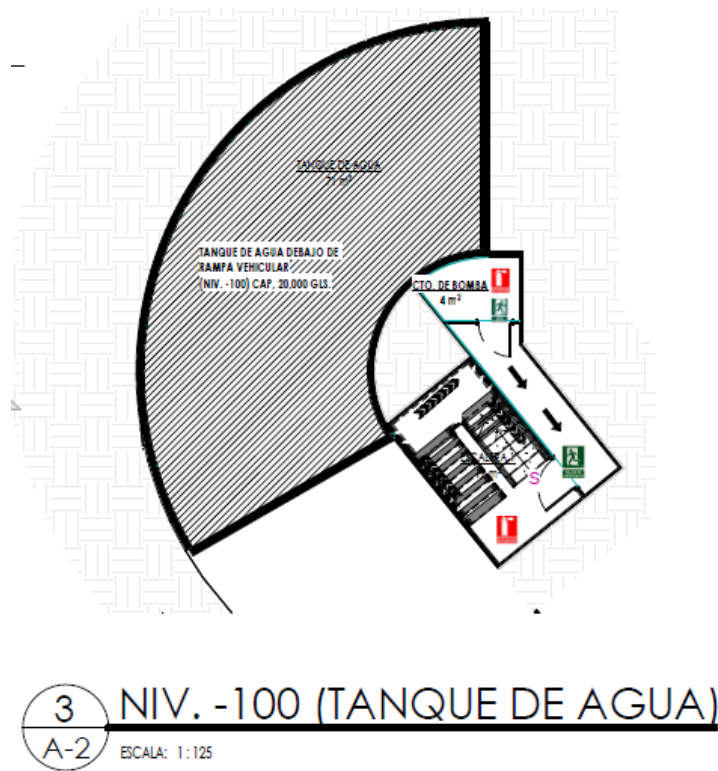 TANQUE DE AGUA
71 m²
TANQUE DE AGUA DEBAJO DE
RAMPA VEHICULAR
(NIV. -100) CAP, 20,000 GLS.
CTO. DE BOMBA
4 m²
S
3
A-2
NIV. -100 (TANQUE DE AGUA)
ESCALA: 1:125